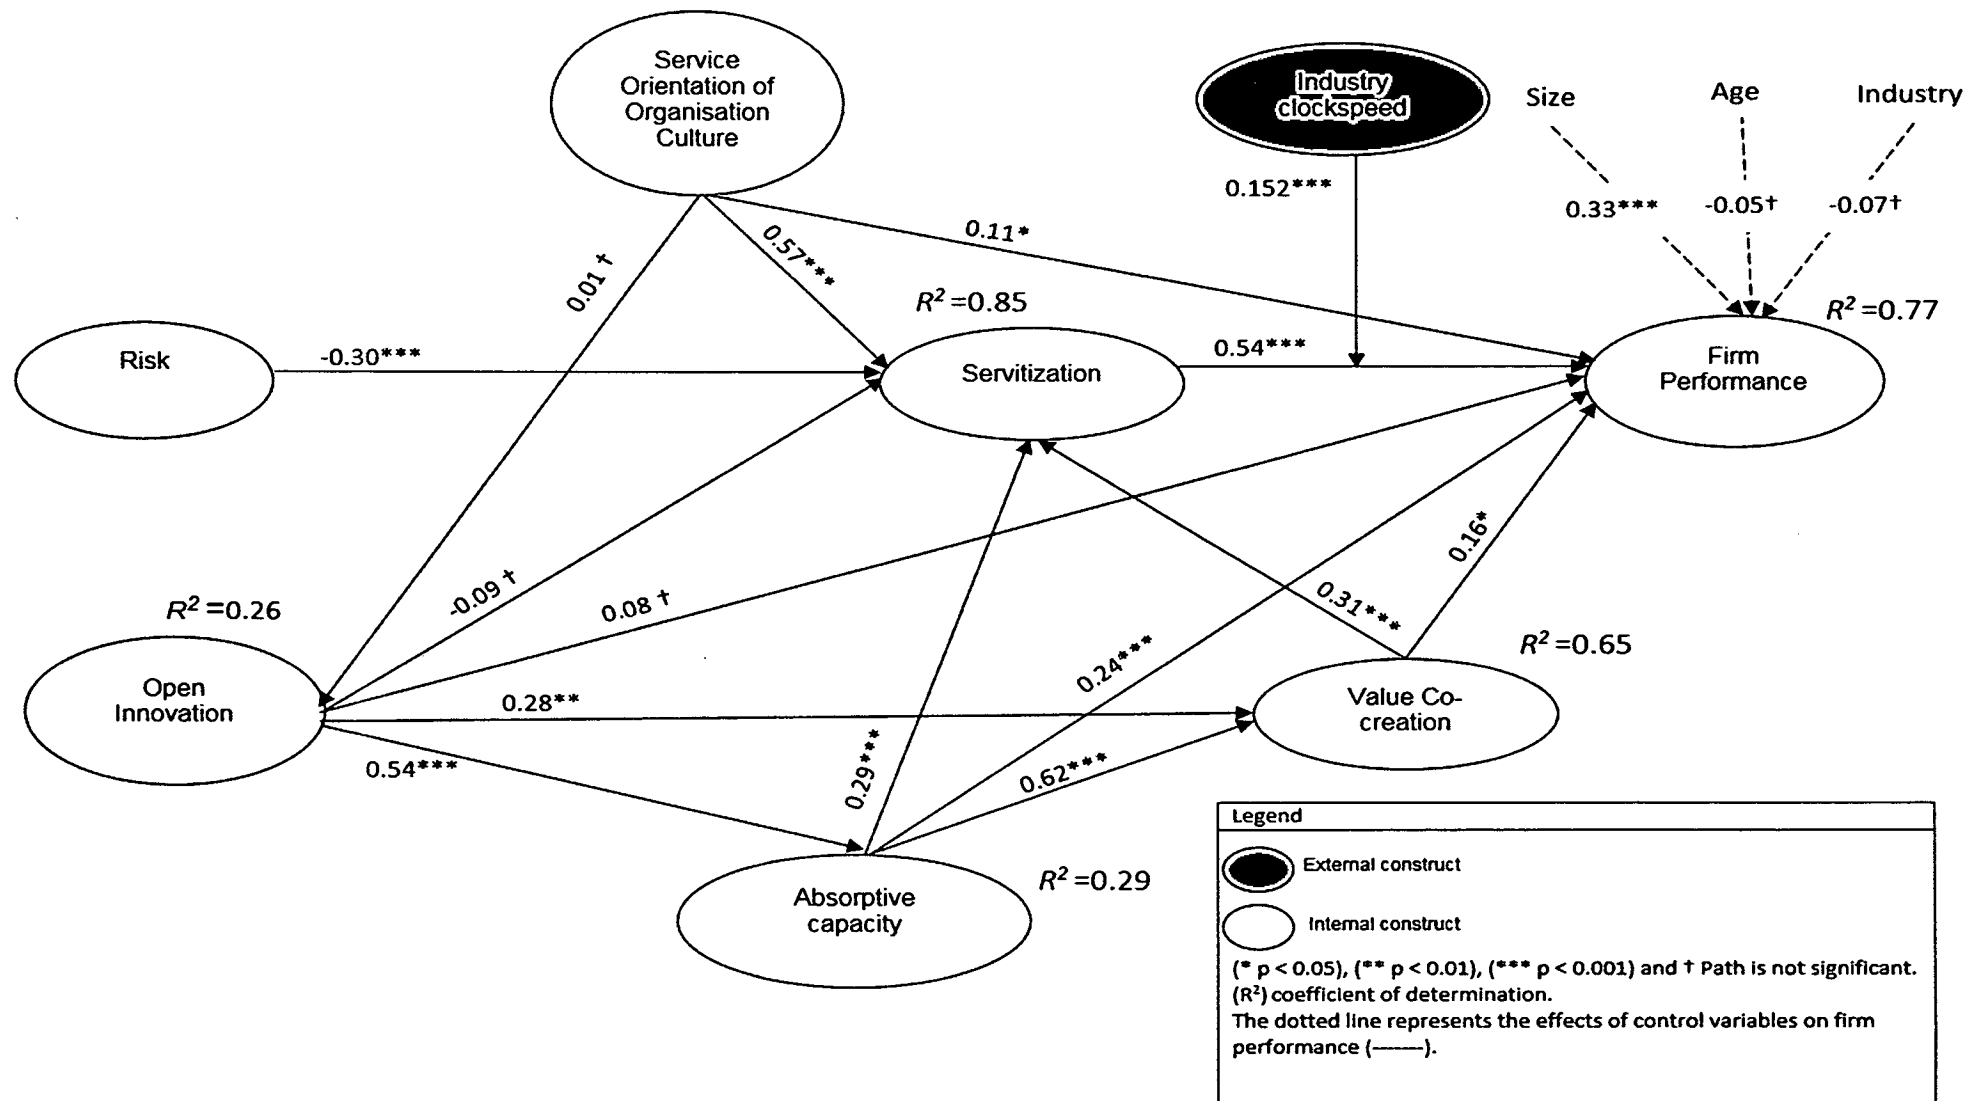 Service
Orientation of
Organisation
Culture
Industry
clockspeed
Size
Age
Industry
0.152***
0.33***
-0.05†
-0.07†
0.11*
0.57***
0.01 †
R² =0.85
R² =0.77
Risk
-0.30***
Servitization
0.54***
Firm
Performance
0.16*
-0.09 †
0.08 †
0.31***
R² =0.26
R² =0.65
0.24***
Open
Innovation
0.28**
Value Co-
creation
0.54***
0.29***
0.62***
Absorptive
capacity
R² =0.29
Legend
External construct
Internal construct
(* p < 0.05), (** p < 0.01), (*** p < 0.001) and † Path is not significant.
(R²) coefficient of determination.
The dotted line represents the effects of control variables on firm
performance (-------).